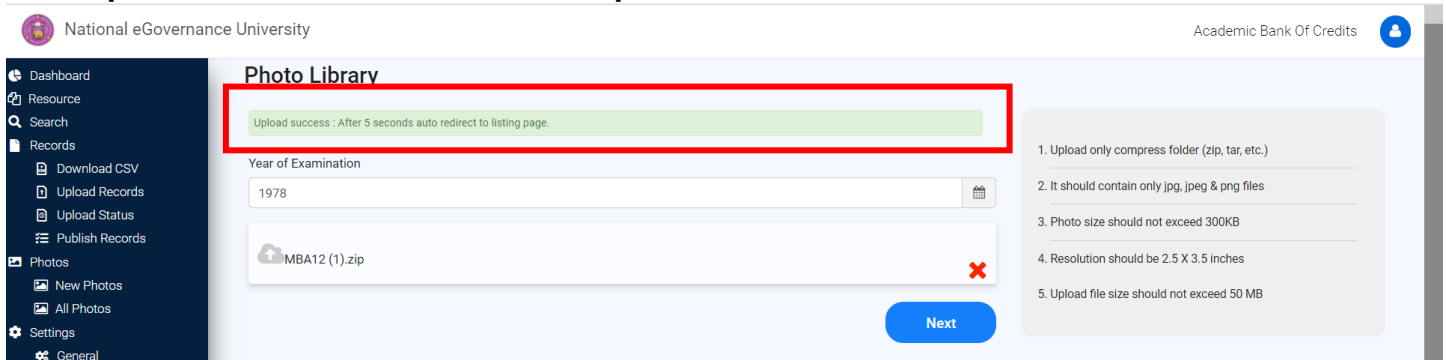 National eGovernance University
Academic Bank Of Credits
Dashboard
Resource
Search
Records
Download CSV
Upload Records
Upload Status
Publish Records
Photos
New Photos
All Photos
Settings
General
Photo Library
Upload success : After 5 seconds auto redirect to listing page.
Year of Examination
1978
MBA12 (1).zip
Next
1. Upload only compress folder (zip, tar, etc.)
2. It should contain only jpg, jpeg & png files
3. Photo size should not exceed 300KB
4. Resolution should be 2.5 X 3.5 inches
5. Upload file size should not exceed 50 MB